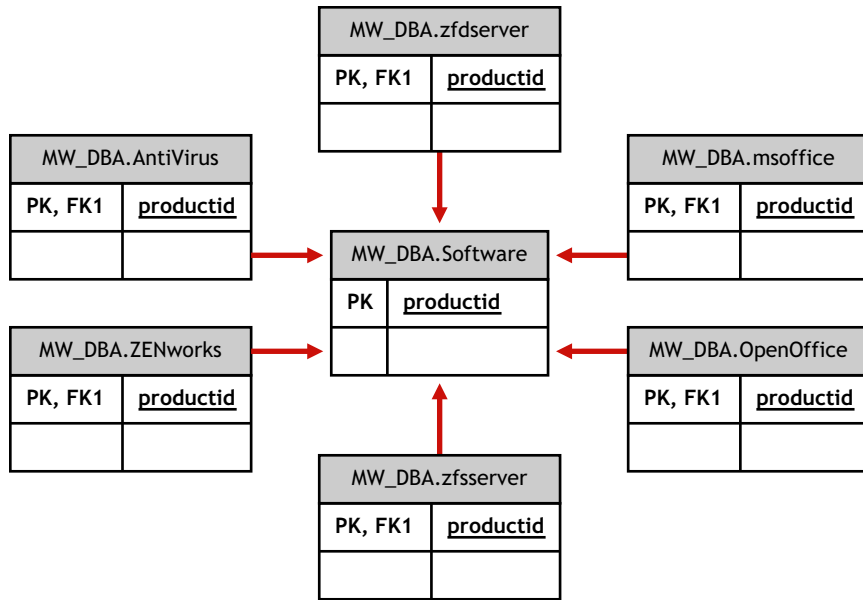 MW_DBA.zfdserver
PK, FK1 productid
MW_DBA.AntiVirus
PK, FK1 productid
MW_DBA.msoffice
PK, FK1 productid
MW_DBA.Software
PK productid
MW_DBA.ZENworks
PK, FK1 productid
MW_DBA.OpenOffice
PK, FK1 productid
MW_DBA.zfsserver
PK, FK1 productid